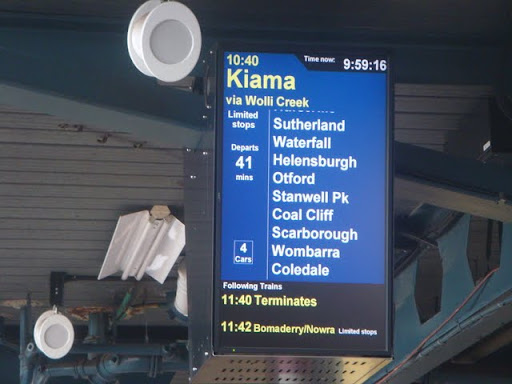 10:40 Time now: 9:59:16
Kiama
via Wolli Creek
Limited stops
Departs
41
mins
4
Cars
Sutherland
Waterfall
Helensburgh
Otford
Stanwell Pk
Coal Cliff
Scarborough
Wombarra
Coledale
Following Trains
11:40 Terminates
11:42 Bomaderry/Nowra Limited stops